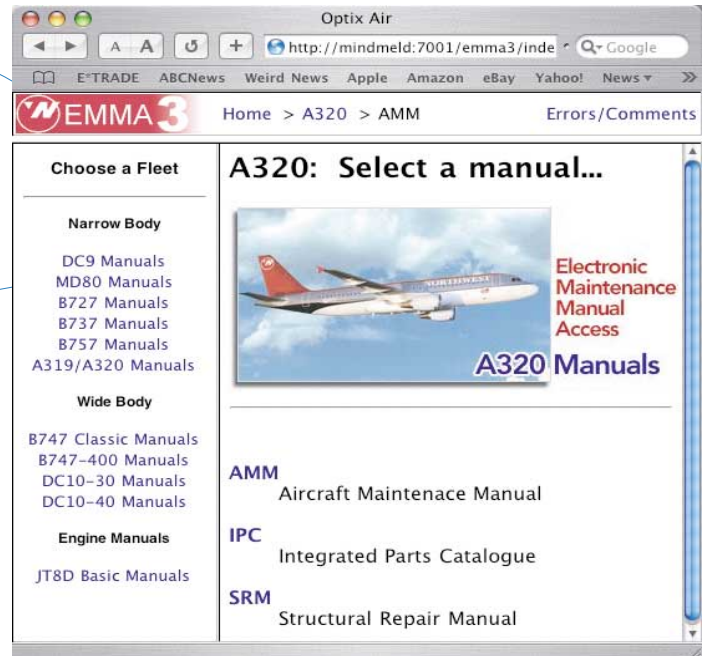 Optix Air
A A
http://mindmeld:7001/emma3/inde
Google
E*TRADE ABCNews Weird News Apple Amazon eBay Yahoo! News
EMMA 3
Home > A320 > AMM
Errors/Comments
Choose a Fleet
Narrow Body
DC9 Manuals
MD80 Manuals
B727 Manuals
B737 Manuals
B757 Manuals
A319/A320 Manuals
Wide Body
B747 Classic Manuals
B747-400 Manuals
DC10-30 Manuals
DC10-40 Manuals
Engine Manuals
JT8D Basic Manuals
A320: Select a manual...
NORTHWEST
Electronic
Maintenance
Manual
Access
A320 Manuals
AMM
Aircraft Maintenace Manual
IPC
Integrated Parts Catalogue
SRM
Structural Repair Manual